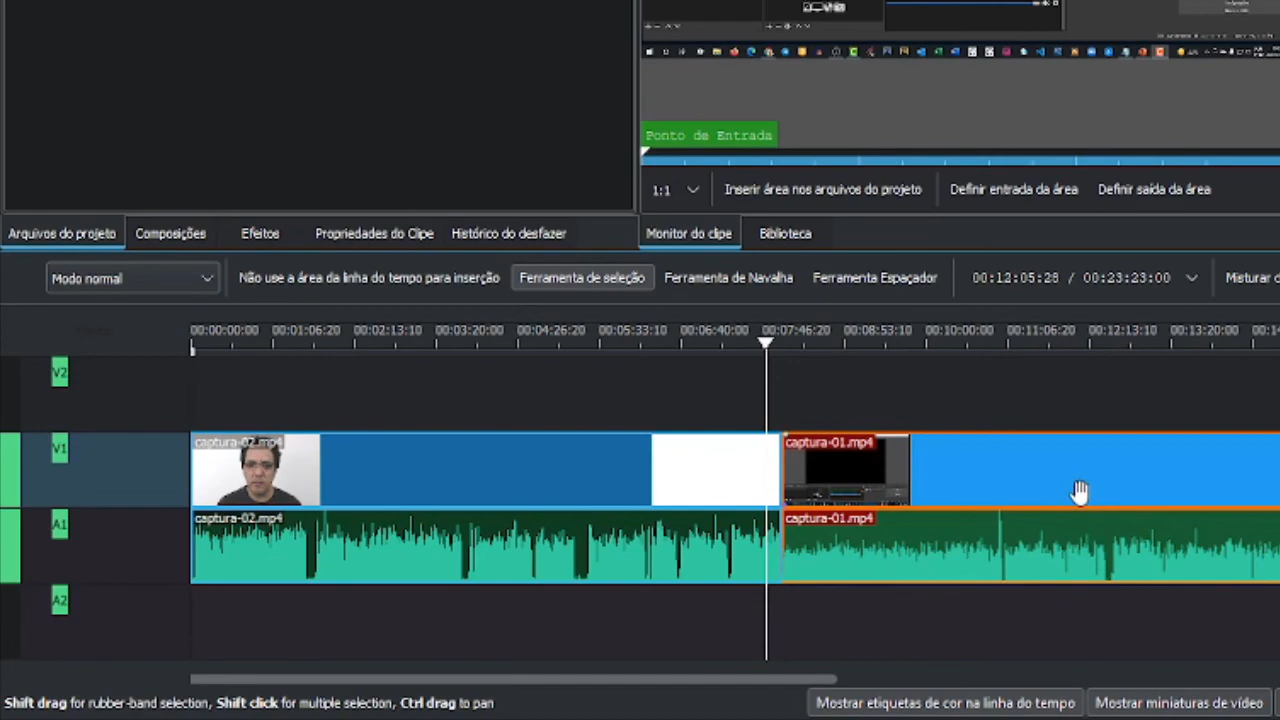 Ponto de Entrada
1:1 Inserir área nos arquivos do projeto Definir entrada da área Definir saída da área
Arquivos do projeto Composições Efeitos Propriedades do Clipe Histórico do desfazer Monitor do clipe Biblioteca
Modo normal Não use a área da linha do tempo para inserção Ferramenta de seleção Ferramenta de Navalha Ferramenta Espaçador 00:12:05:28 / 00:23:23:00 Misturar
00:00:00:00 00:01:06:20 00:02:13:10 00:03:20:00 00:04:26:20 00:05:33:10 00:06:40:00 00:07:46:20 00:08:53:10 00:10:00:00 00:11:06:20 00:12:13:10 00:13:20:00
V2
V1 captura-02.mp4 captura-01.mp4
A1 captura-02.mp4 captura-01.mp4
A2
Shift drag for rubber-band selection, Shift click for multiple selection, Ctrl drag to pan Mostrar etiquetas de cor na linha do tempo Mostrar miniaturas de vídeo